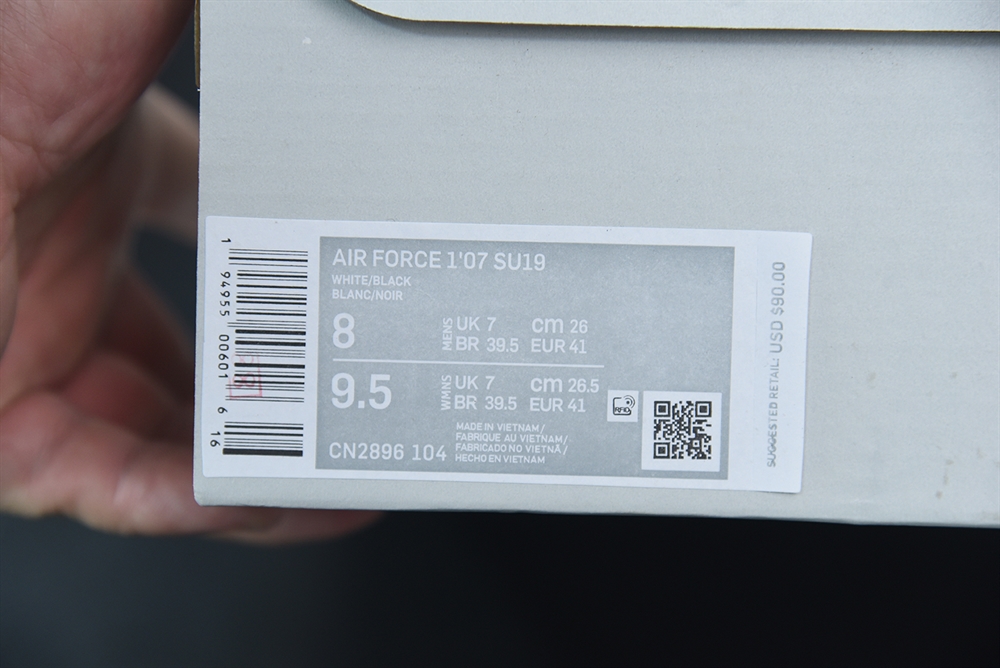 AIR FORCE 1'07 SU19
WHITE/BLACK
BLANC/NOIR
8
MENS
UK 7 cm 26
BR 39.5 EUR 41
9.5
WMNS
UK 7 cm 26.5
BR 39.5 EUR 41
RFID
MADE IN VIETNAM/
FABRIQUE AU VIETNAM/
FABRICADO NO VIETNÃ/
HECHO EN VIETNAM
CN2896 104
1 94955 00601 6
16
SUGGESTED RETAIL: USD $90.00